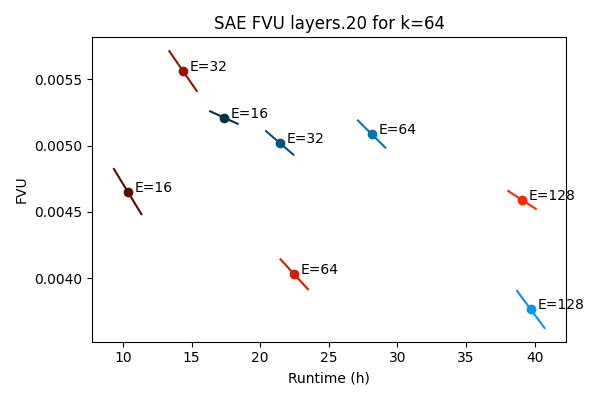 SAE FVU layers.20 for k=64
0.0055
0.0050
0.0045
0.0040
FVU
E=32
E=16
E=32
E=64
E=16
E=128
E=64
E=128
10 15 20 25 30 35 40
Runtime (h)